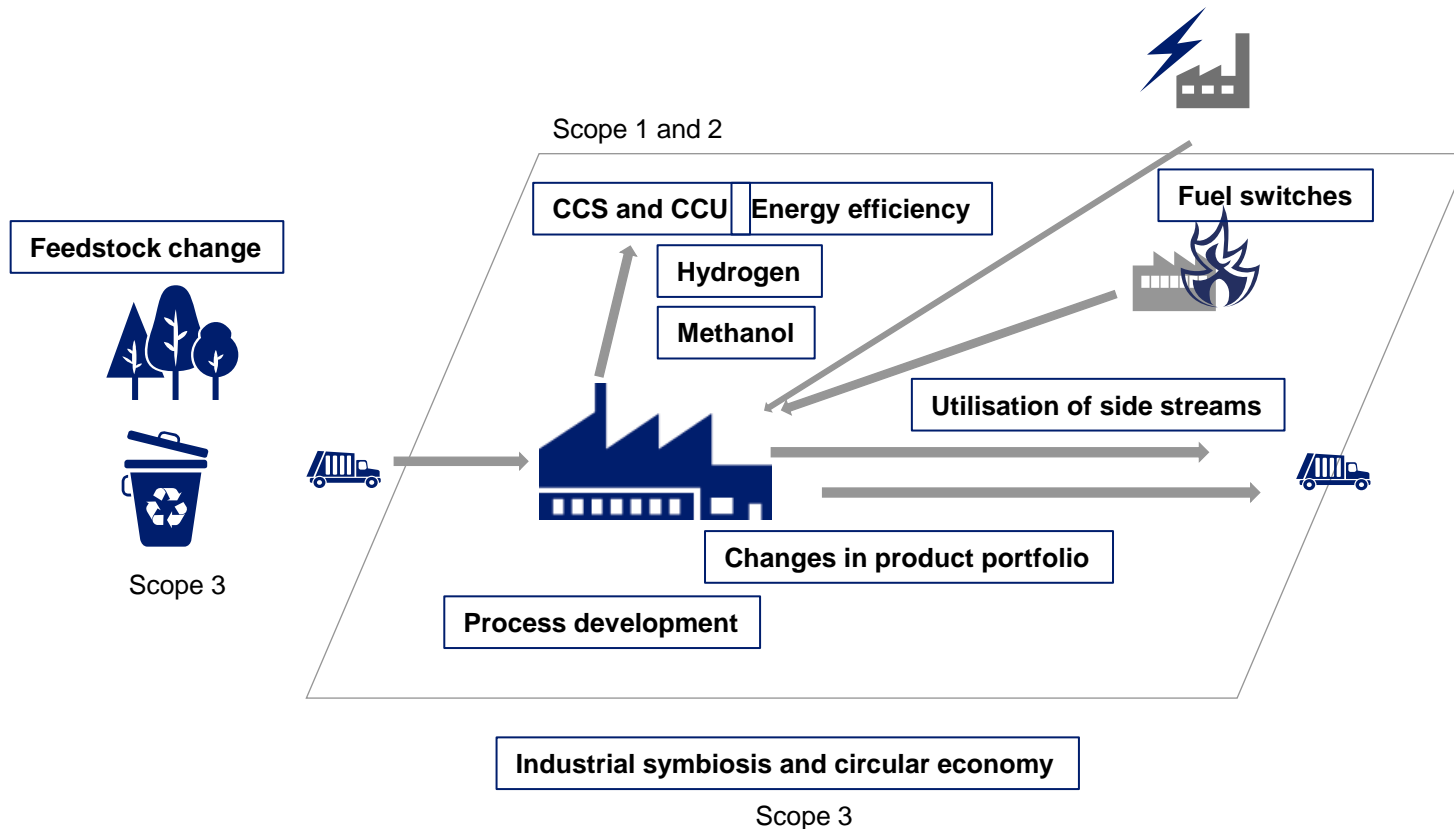 Scope 1 and 2
CCS and CCU
Energy efficiency
Fuel switches
Feedstock change
Hydrogen
Methanol
Utilisation of side streams
Changes in product portfolio
Scope 3
Process development
Industrial symbiosis and circular economy
Scope 3